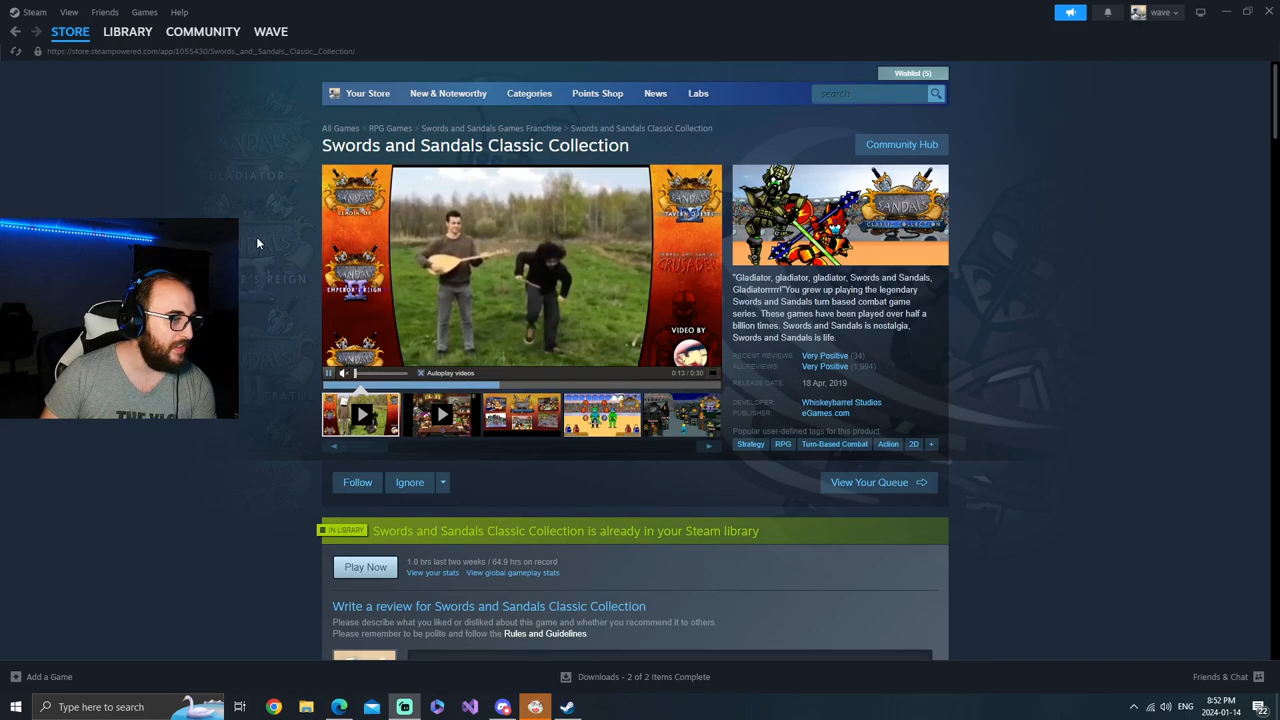 Steam View Friends Games Help
wave
STORE LIBRARY COMMUNITY WAVE
https://store.steampowered.com/app/1055430/Swords_and_Sandals_Classic_Collection/
Wishlist (5)
Your Store New & Noteworthy Categories Points Shop News Labs
search
All Games > RPG Games > Swords and Sandals Games Franchise > Swords and Sandals Classic Collection
Swords and Sandals Classic Collection
Community Hub
SANDALS
GLADIATOR
SANDALS
TAVERN QUESTS
EMPEROR'S REIGN
CRUSADER
VIDEO BY
SANDALS
CLASSIC COLLECTION
"Gladiator, gladiator, gladiator, Swords and Sandals,
Gladiatorrrrr!"You grew up playing the legendary
Swords and Sandals turn based combat game
series. These games have been played over half a
billion times. Swords and Sandals is nostalgia,
Swords and Sandals is life.
RECENT REVIEWS: Very Positive (34)
ALL REVIEWS: Very Positive (1,994)
RELEASE DATE: 18 Apr, 2019
DEVELOPER: Whiskeybarrel Studios
PUBLISHER: eGames.com
Popular user-defined tags for this product
Strategy RPG Turn-Based Combat Action 2D +
Autoplay videos 0:13 / 0:30
Follow Ignore View Your Queue
IN LIBRARY Swords and Sandals Classic Collection is already in your Steam library
Play Now
1.0 hrs last two weeks / 64.9 hrs on record
View your stats View global gameplay stats
Write a review for Swords and Sandals Classic Collection
Please describe what you liked or disliked about this game and whether you recommend it to others.
Please remember to be polite and follow the Rules and Guidelines.
Add a Game Downloads - 2 of 2 Items Complete Friends & Chat
Type here to search
ENG
8:52 PM
2024-01-14
22